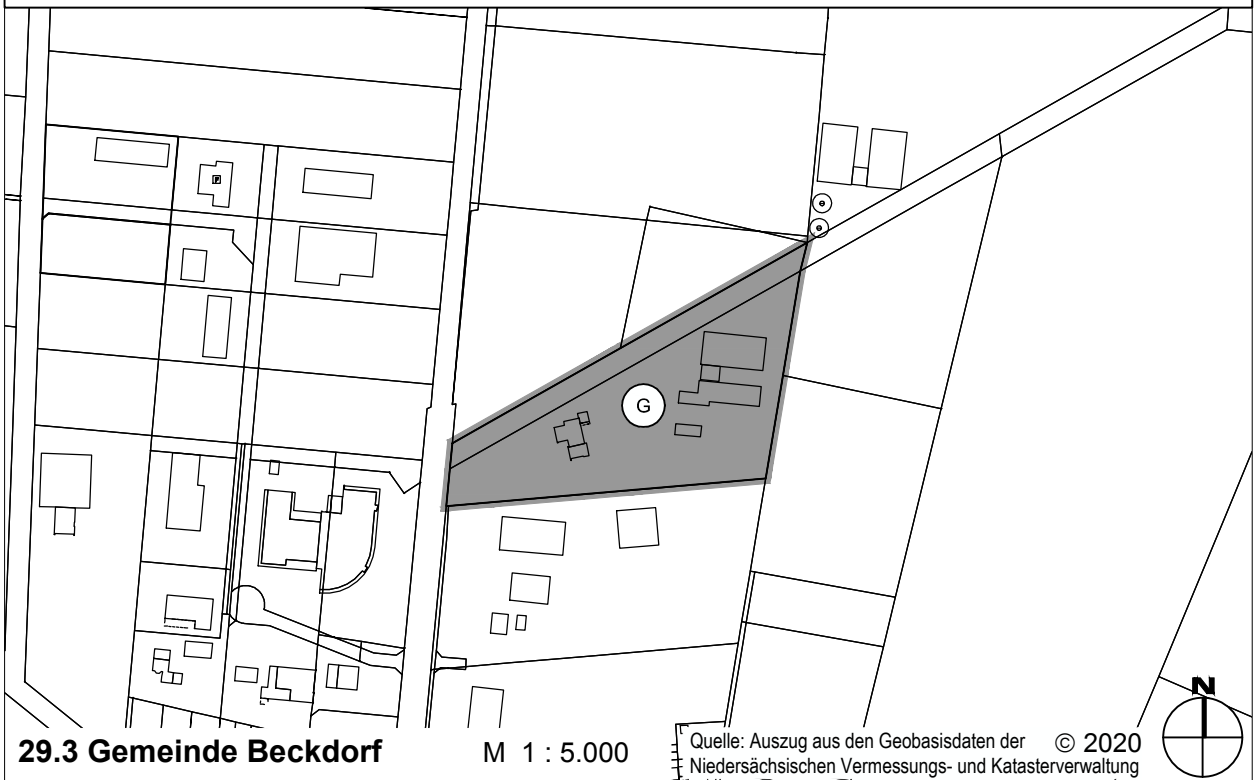 G
N
29.3 Gemeinde Beckdorf M 1 : 5.000
Quelle: Auszug aus den Geobasisdaten der © 2020
Niedersächsischen Vermessungs- und Katasterverwaltung